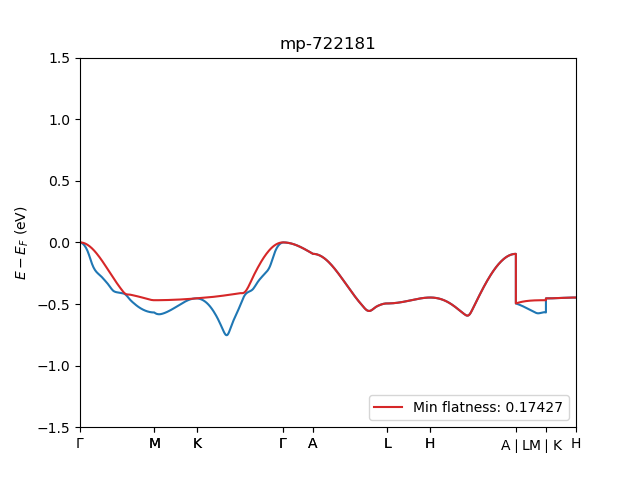 mp-722181
E − E_F (eV)
1.5
1.0
0.5
0.0
−0.5
−1.0
−1.5
Min flatness: 0.17427
Γ M K Γ A L H A | LM | K H